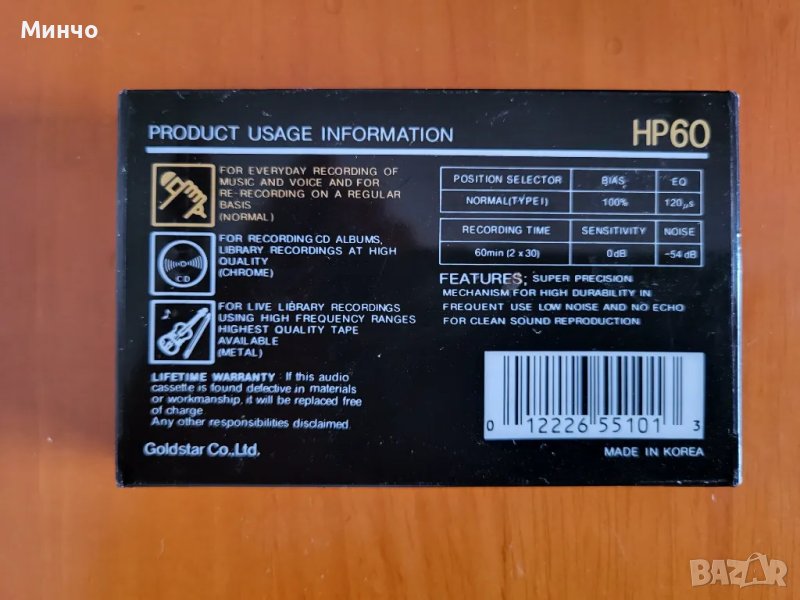 Минчо
PRODUCT USAGE INFORMATION
HP60
FOR EVERYDAY RECORDING OF
MUSIC AND VOICE AND FOR
RE-RECORDING ON A REGULAR
BASIS
(NORMAL)
CD
FOR RECORDING CD ALBUMS,
LIBRARY RECORDINGS AT HIGH
QUALITY
(CHROME)
FOR LIVE LIBRARY RECORDINGS
USING HIGH FREQUENCY RANGES
HIGHEST QUALITY TAPE
AVAILABLE
(METAL)
LIFETIME WARRANTY: If this audio
cassette is found defective in materials
or workmanship, it will be replaced free
of charge
Any other responsibilities disclaimed.
Goldstar Co.,Ltd.
POSITION SELECTOR BIAS EQ
NORMAL(TYPE I) 100% 120μs
RECORDING TIME SENSITIVITY NOISE
60min (2 x 30) 0dB -54dB
FEATURES; SUPER PRECISION
MECHANISM FOR HIGH DURABILITY IN
FREQUENT USE LOW NOISE AND NO ECHO
FOR CLEAN SOUND REPRODUCTION
0 12226 55101 3
MADE IN KOREA
BAZAR